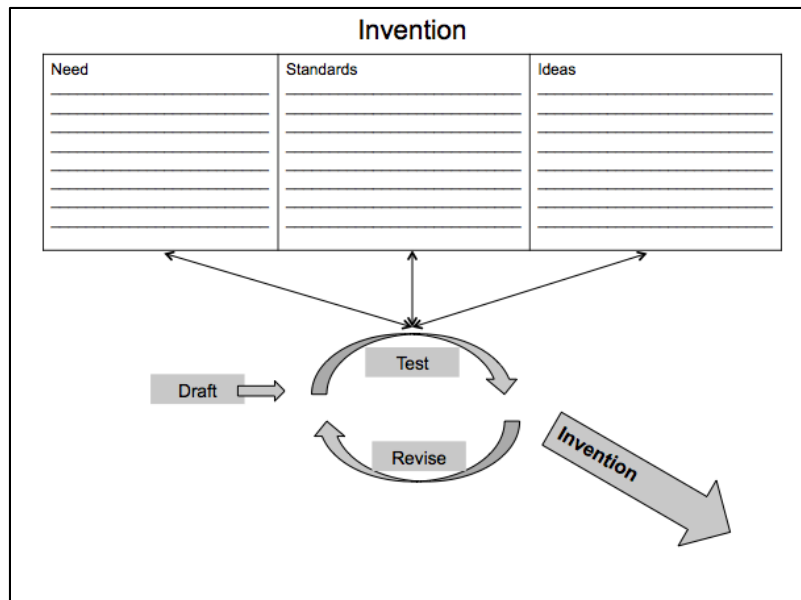 Invention
Need
Standards
Ideas
Test
Draft
Revise
Invention